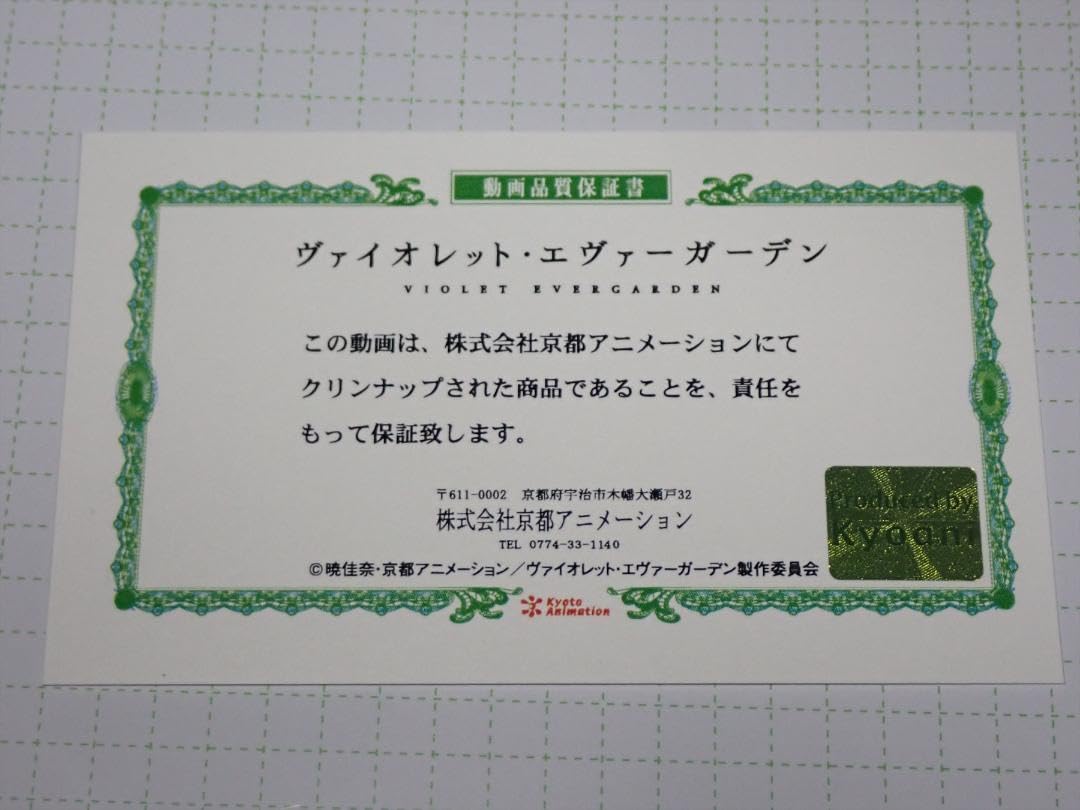 動画品質保証書
ヴァイオレット・エヴァーガーデン
VIOLET EVERGARDEN
この動画は、株式会社京都アニメーションにて
クリンナップされた商品であることを、責任を
もって保証致します。
〒611-0002 京都府宇治市木幡大瀬戸32
株式会社京都アニメーション
TEL 0774-33-1140
©暁佳奈・京都アニメーション/ヴァイオレット・エヴァーガーデン製作委員会
Produced by
Kyoani
Kyoto
Animation